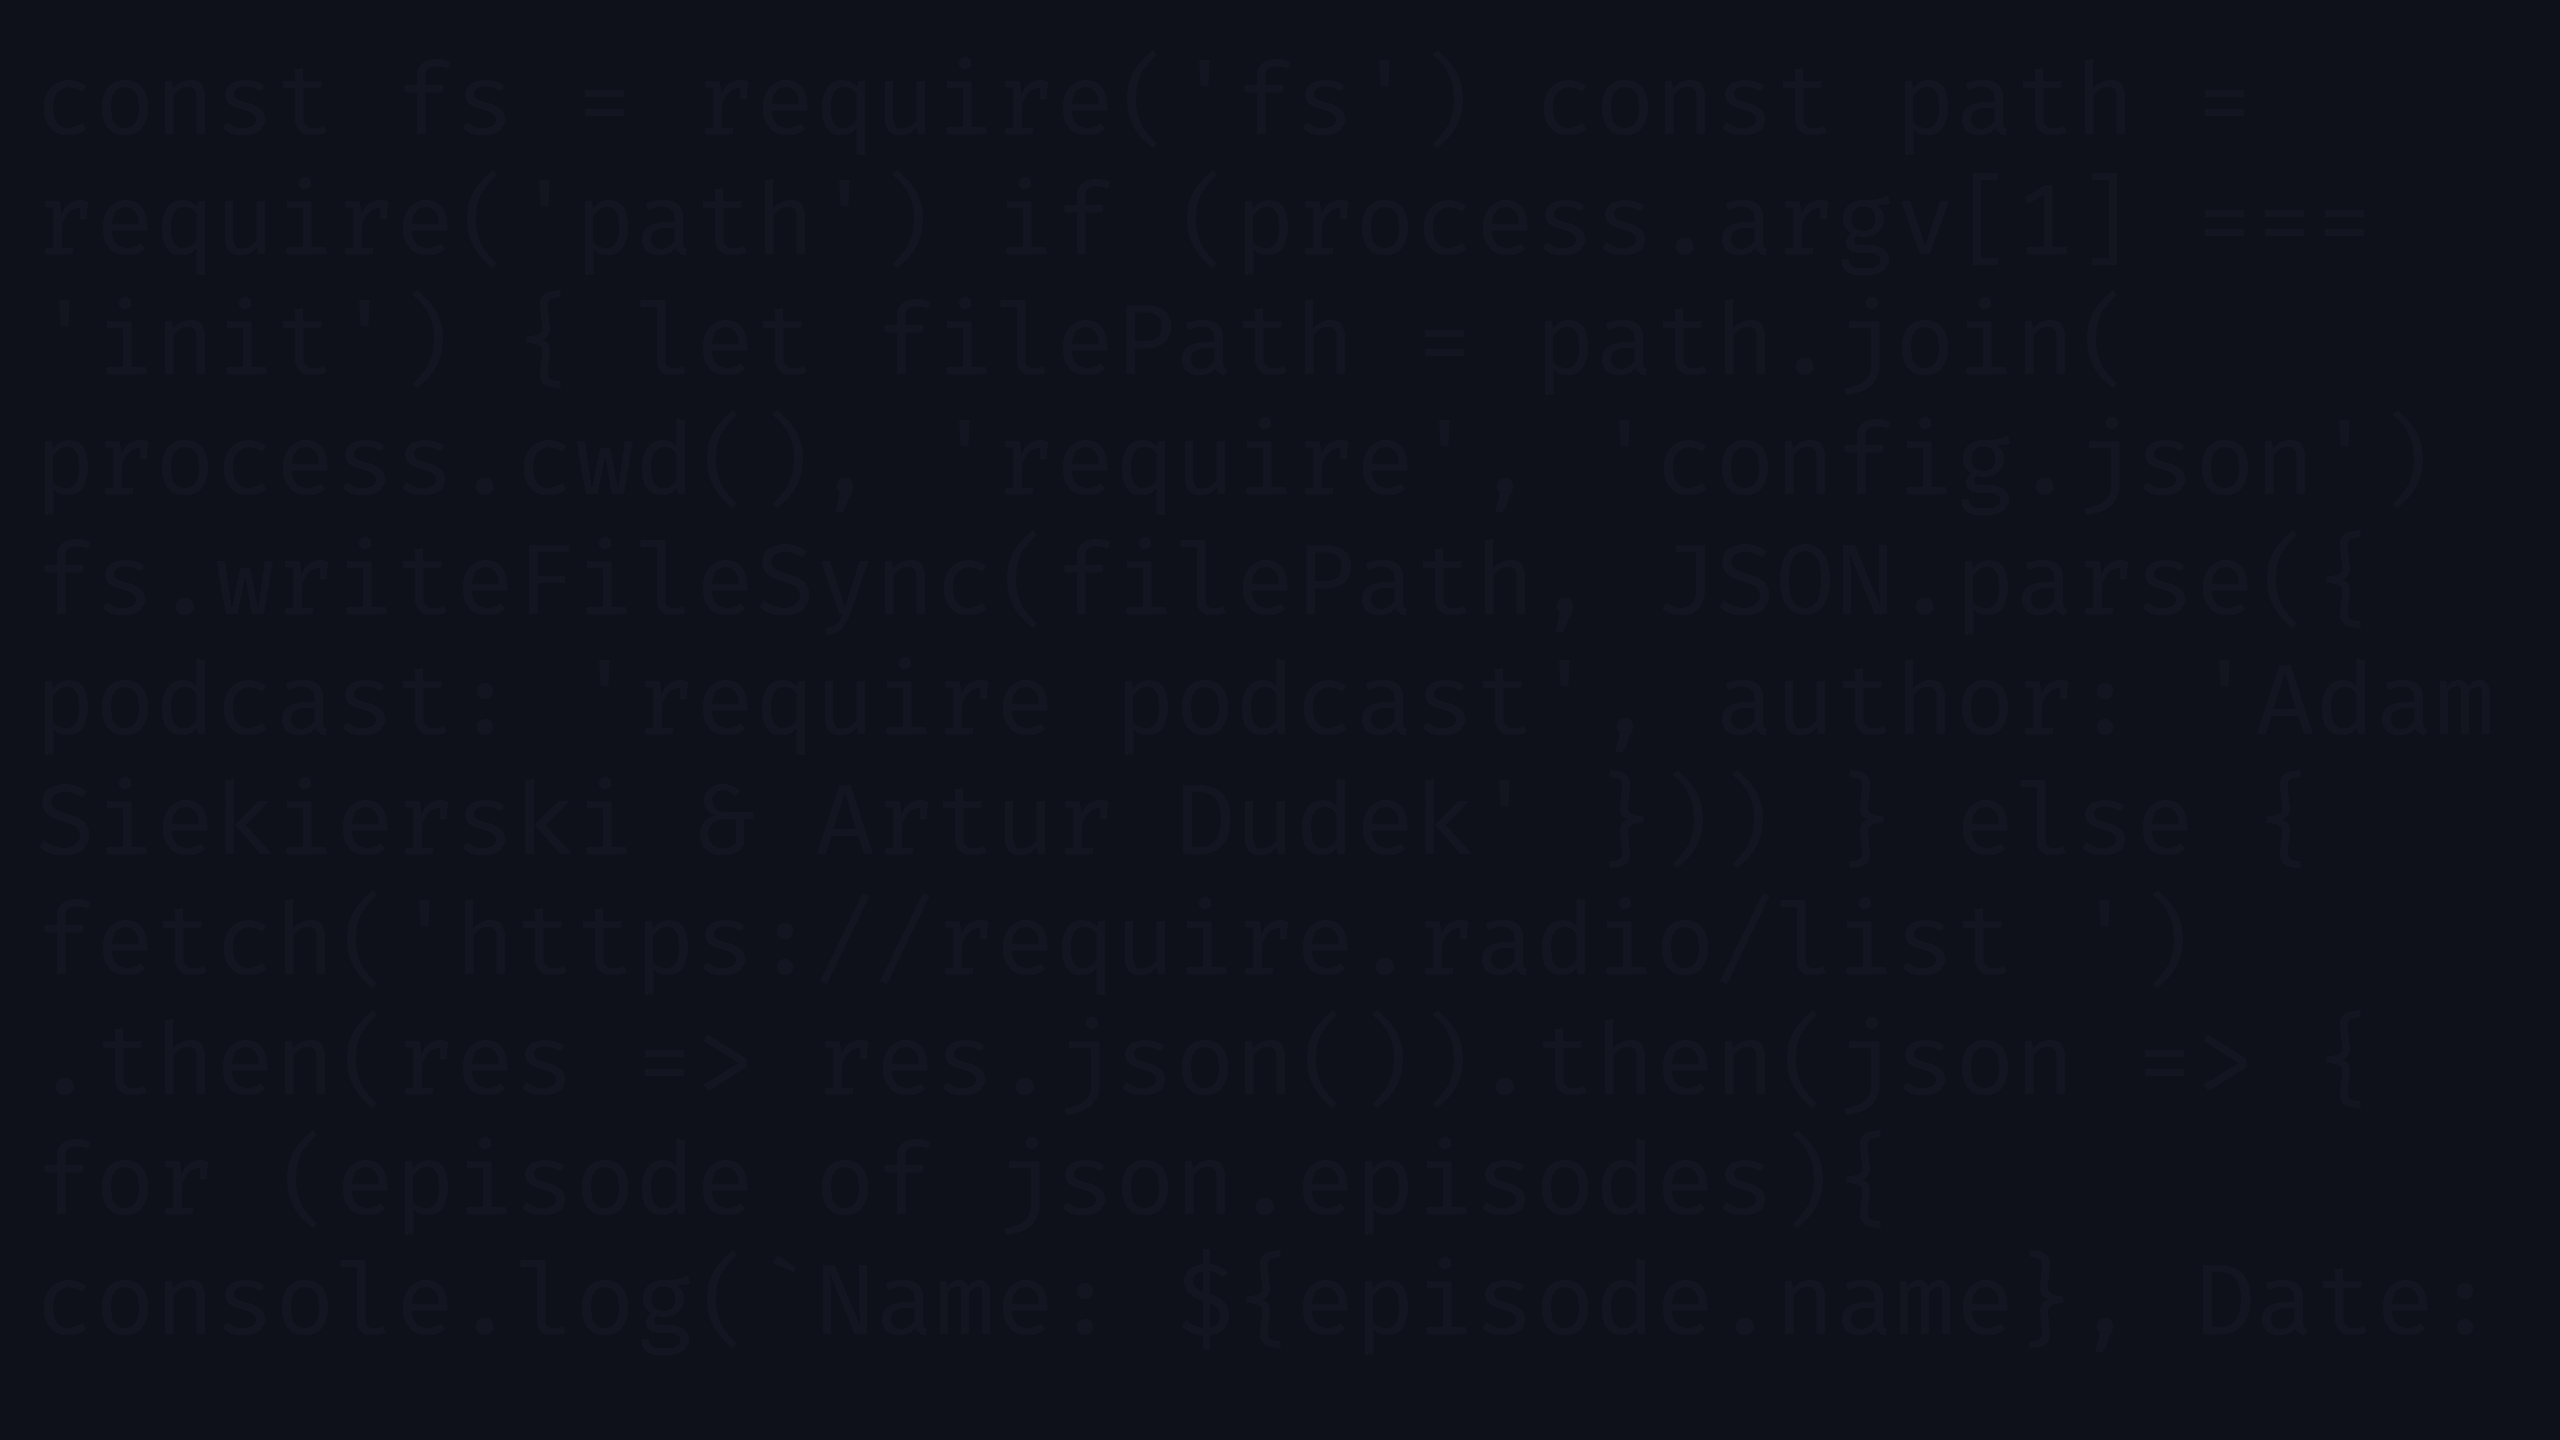 const fs = require('fs') const path =
require('path') if (process.argv[1] ===
'init') { let filePath = path.join(
process.cwd(), 'require', 'config.json')
fs.writeFileSync(filePath, JSON.parse({
podcast: 'require podcast', author: 'Adam
Siekierski & Artur Dudek' })) } else {
fetch('https://require.radio/list ')
.then(res => res.json()).then(json => {
for (episode of json.episodes){
console.log(`Name: ${episode.name}, Date: